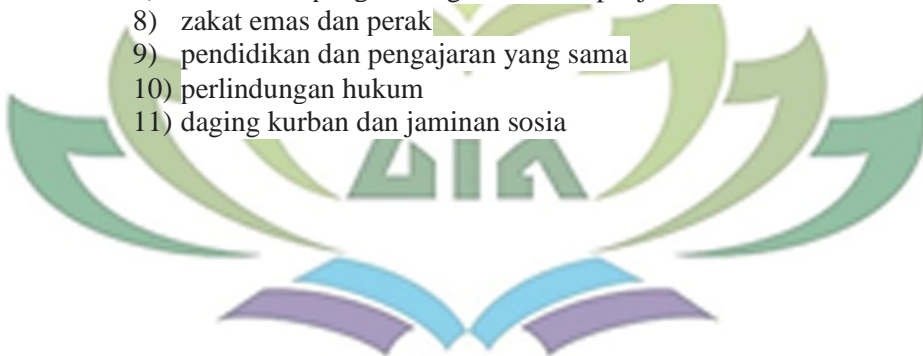 8) zakat emas dan perak
9) pendidikan dan pengajaran yang sama
10) perlindungan hukum
11) daging kurban dan jaminan sosia